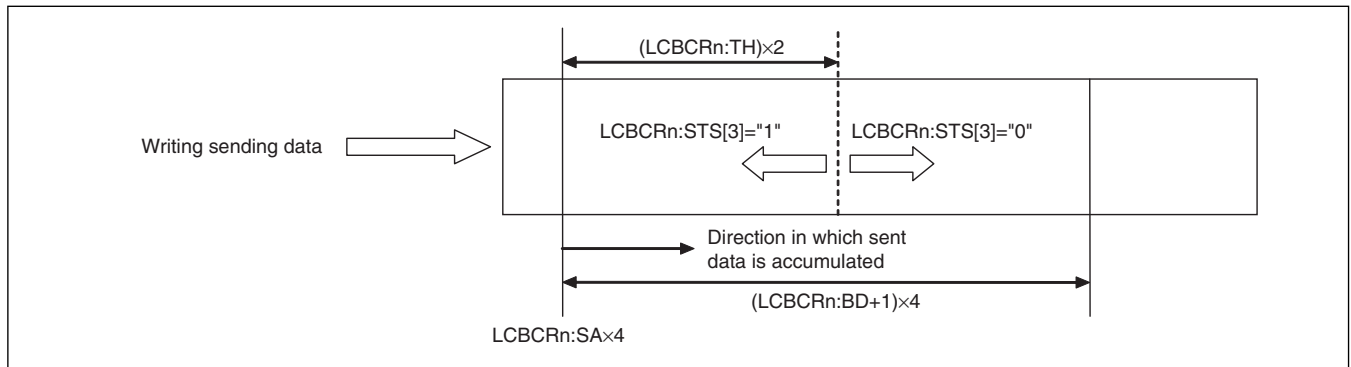 (LCBCRn:TH)×2
LCBCRn:STS[3]="1"
LCBCRn:STS[3]="0"
Writing sending data
Direction in which sent
data is accumulated
(LCBCRn:BD+1)×4
LCBCRn:SA×4